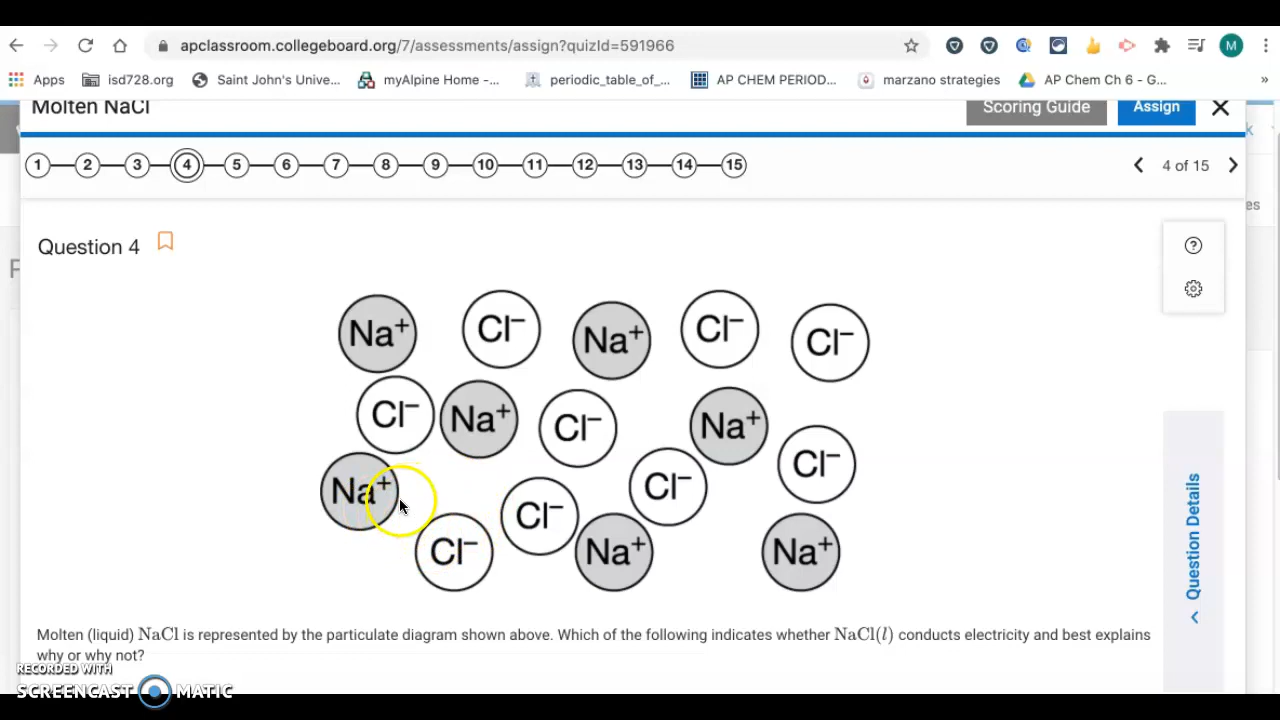 apclassroom.collegeboard.org/7/assessments/assign?quizId=591966
M
Apps isd728.org Saint John's Unive... myAlpine Home -... periodic_table_of_... AP CHEM PERIOD... marzano strategies AP Chem Ch 6 - G... »
Molten NaCl Scoring Guide Assign
1 2 3 4 5 6 7 8 9 10 11 12 13 14 15 4 of 15
es
Question 4
Na⁺ Cl⁻ Na⁺ Cl⁻ Cl⁻
Cl⁻ Na⁺ Cl⁻ Na⁺ Cl⁻
Na⁺ Cl⁻ Cl⁻ Cl⁻ Na⁺ Na⁺
Question Details
Molten (liquid) NaCl is represented by the particulate diagram shown above. Which of the following indicates whether NaCl(l) conducts electricity and best explains
why or why not?
RECORDED WITH
SCREENCAST MATIC